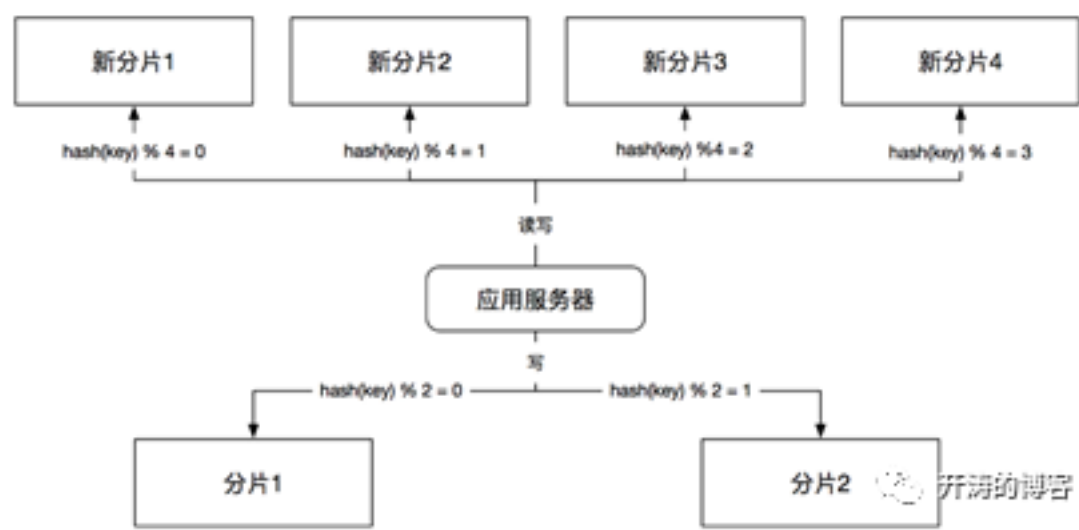 新分片1
新分片2
新分片3
新分片4
hash(key) % 4 = 0
hash(key) % 4 = 1
hash(key) %4 = 2
hash(key) % 4 = 3
读写
应用服务器
写
hash(key) % 2 = 0
hash(key) % 2 = 1
分片1
分片2
开涛的博客